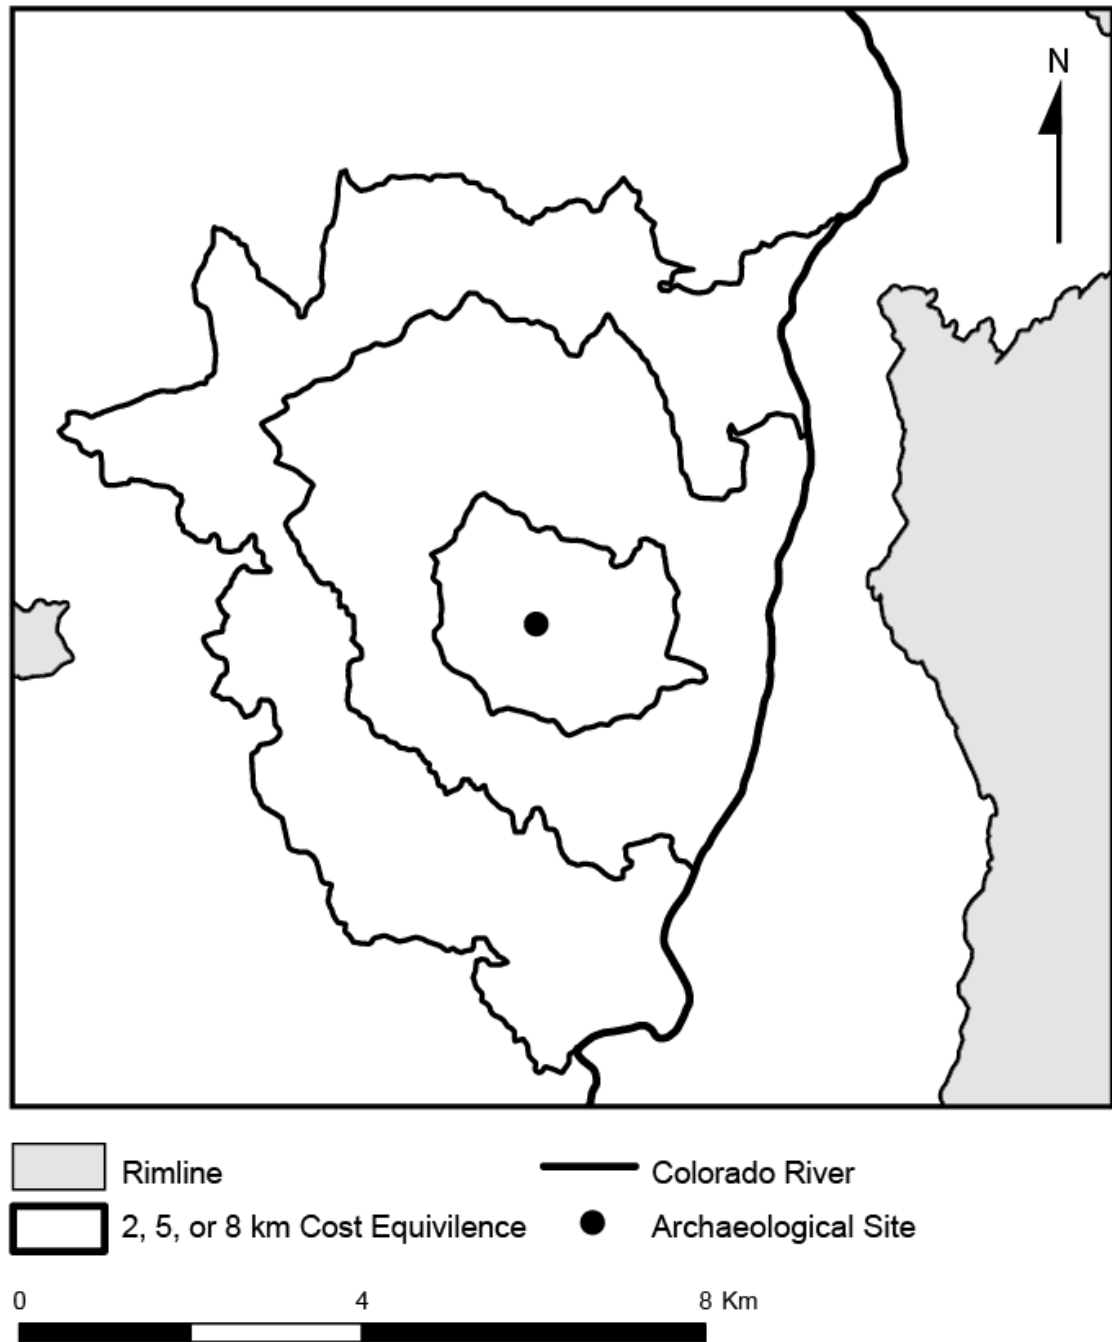 N
Rimline
Colorado River
2, 5, or 8 km Cost Equivilence
Archaeological Site
0 4 8 Km